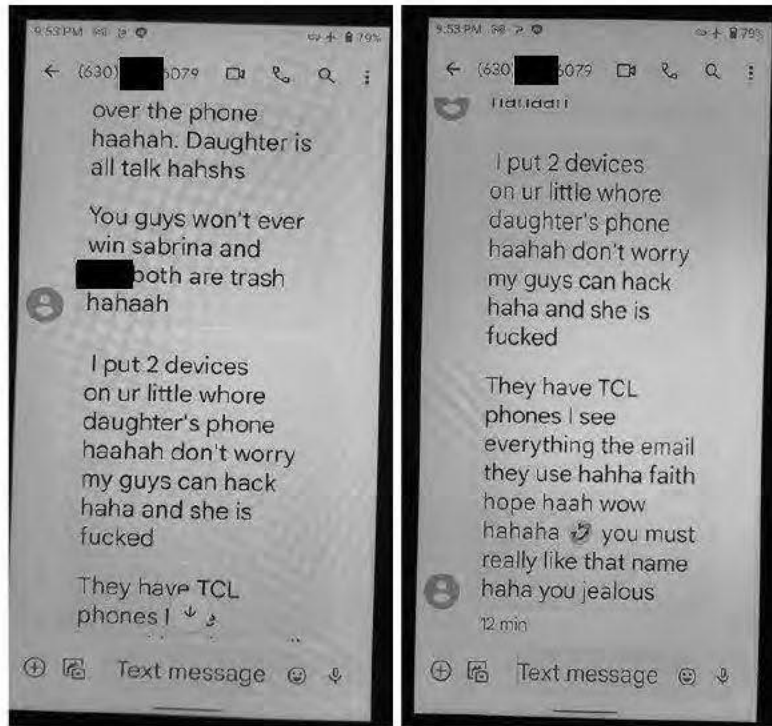 9:53 PM
79%
(630) 6079
over the phone
haahah. Daughter is
all talk hahshs
You guys won't ever
win sabrina and
both are trash
hahaah
I put 2 devices
on ur little whore
daughter's phone
haahah don't worry
my guys can hack
haha and she is
fucked
They have TCL
phones I
Text message
9:53 PM
79%
(630) 6079
I put 2 devices
on ur little whore
daughter's phone
haahah don't worry
my guys can hack
haha and she is
fucked
They have TCL
phones I see
everything the email
they use hahha faith
hope haah wow
hahaha 🤣 you must
really like that name
haha you jealous
12 min
Text message